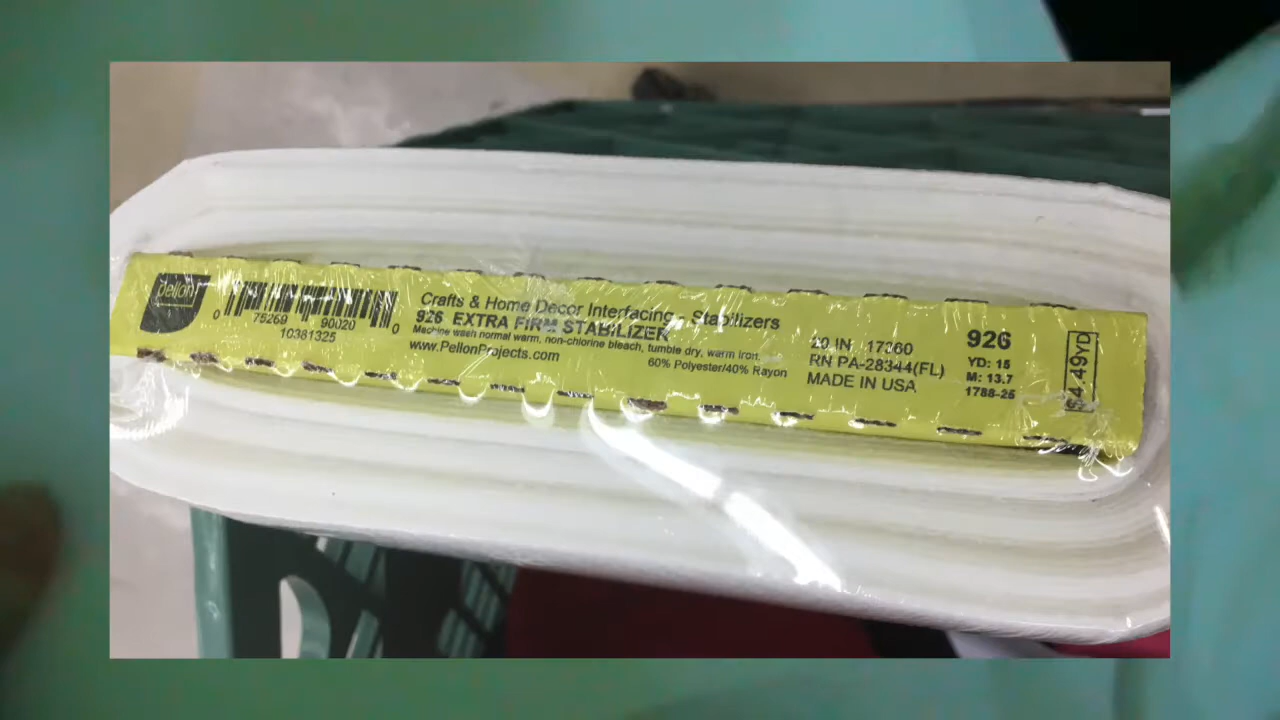 pellon
0 75269 90020 0
10381325
Crafts & Home Decor Interfacing - Stabilizers
926 EXTRA FIRM STABILIZER
Machine wash normal warm, non-chlorine bleach, tumble dry, warm iron.
60% Polyester/40% Rayon
www.PellonProjects.com
20 IN 17360
RN PA-28344(FL)
MADE IN USA
926
YD: 15
M: 13.7
1788-25
$4.49YD